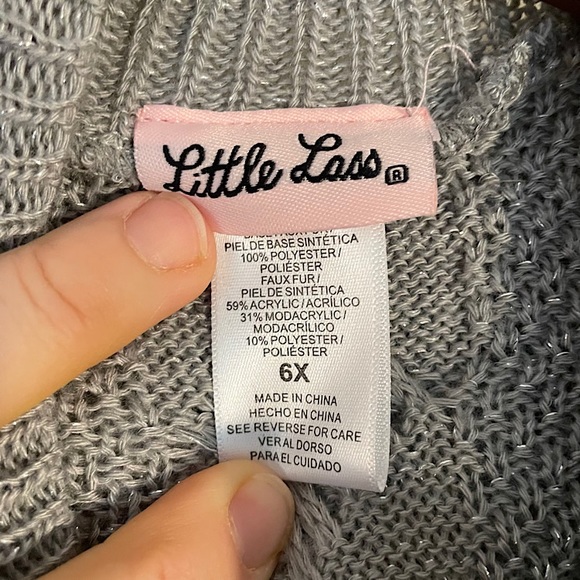 Little Lass ®
PIEL DE BASE SINTÉTICA
100% POLYESTER /
POLIÉSTER
FAUX FUR /
PIEL DE SINTÉTICA
59% ACRYLIC / ACRÍLICO
31% MODACRYLIC /
MODACRÍLICO
10% POLYESTER /
POLIÉSTER
6X
MADE IN CHINA
HECHO EN CHINA
SEE REVERSE FOR CARE
VER AL DORSO
PARA EL CUIDADO